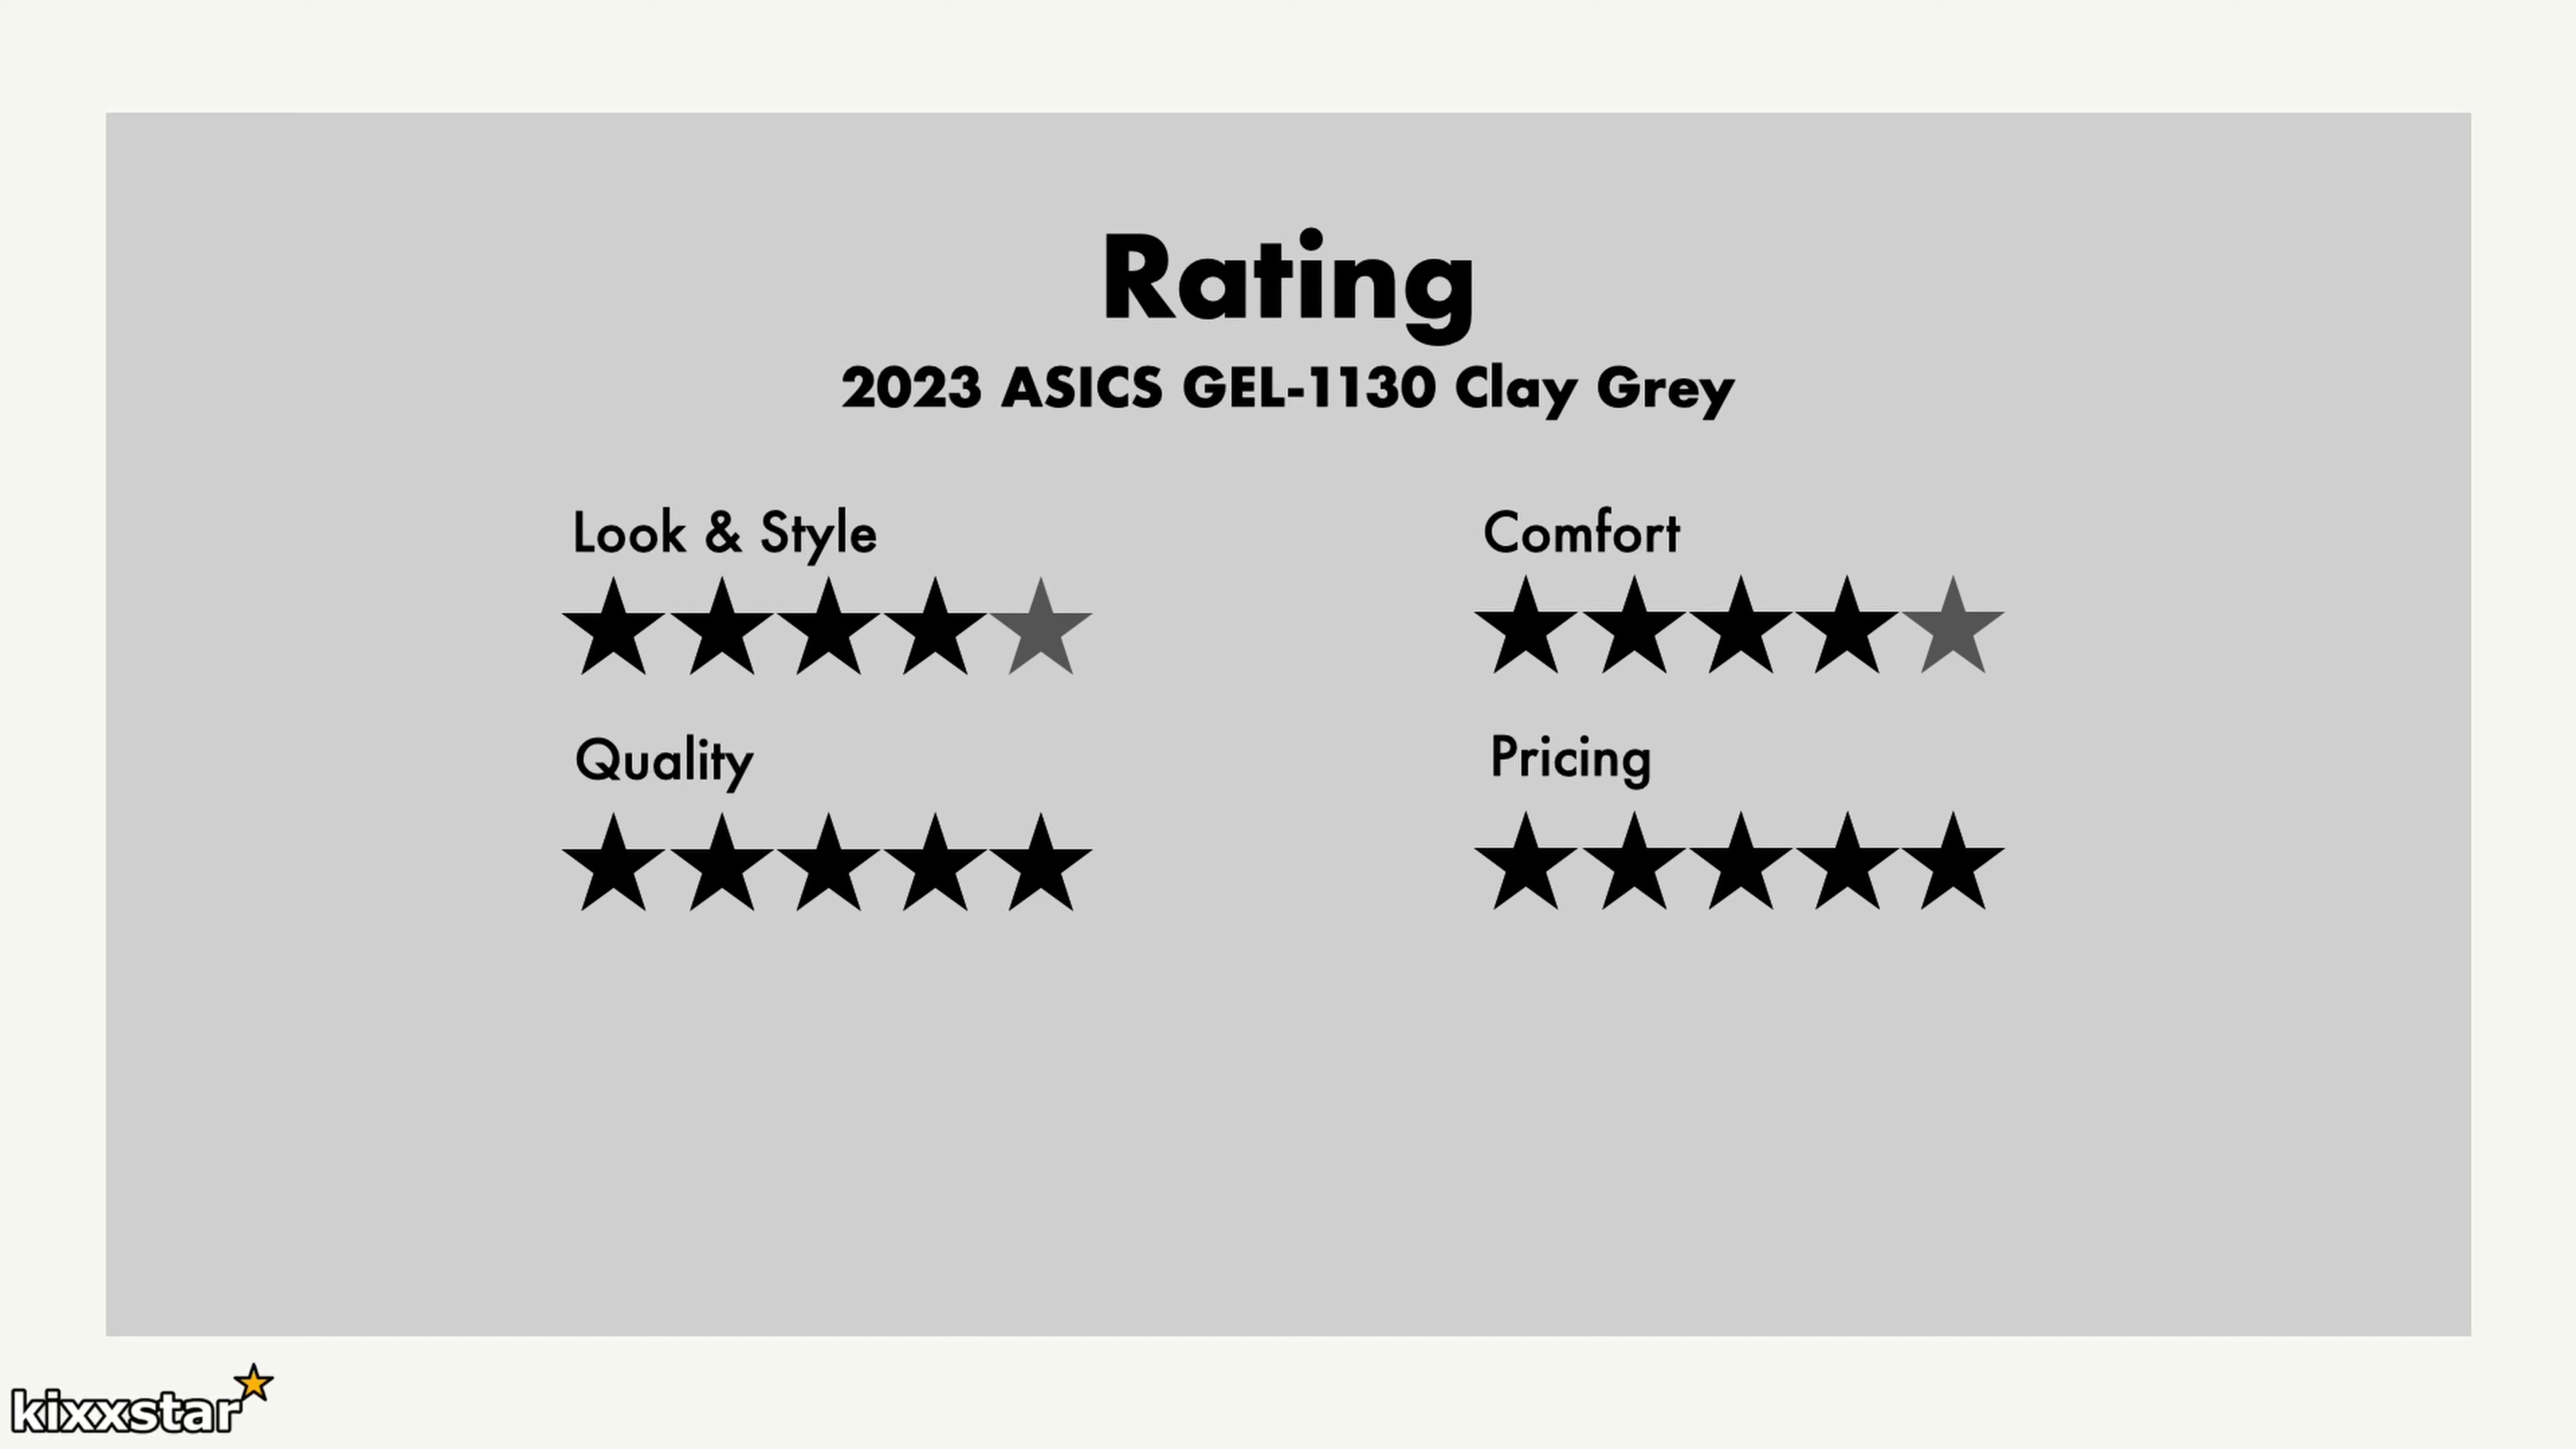 Rating
2023 ASICS GEL-1130 Clay Grey
Look & Style
Comfort
Quality
Pricing
kixxstar